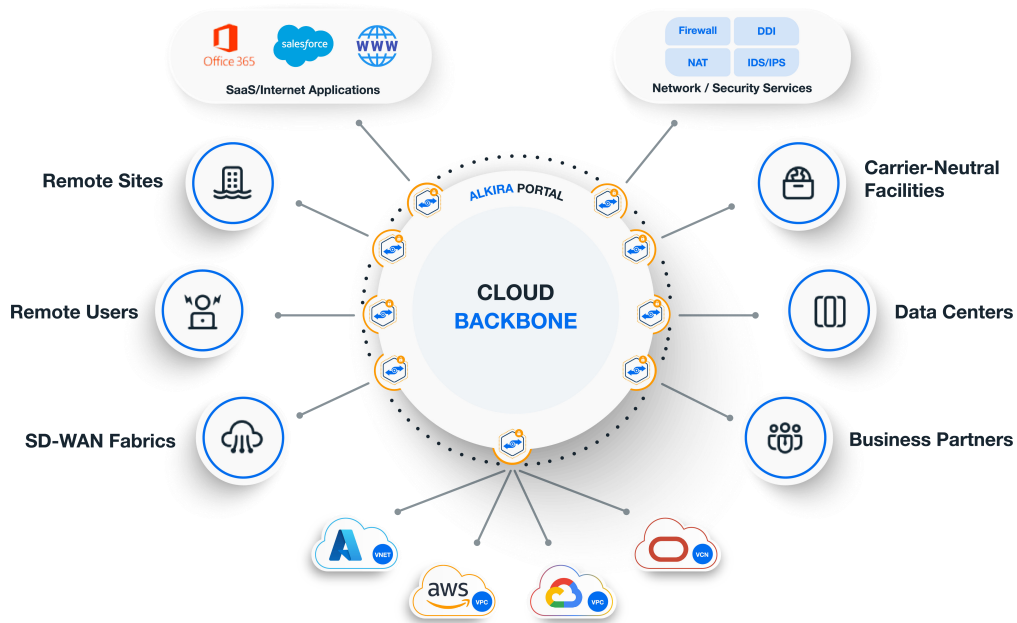 Office 365
salesforce
WWW
SaaS/Internet Applications
Firewall
DDI
NAT
IDS/IPS
Network / Security Services
Remote Sites
Carrier-Neutral
Facilities
ALKIRA PORTAL
CLOUD
BACKBONE
Remote Users
Data Centers
SD-WAN Fabrics
Business Partners
VNET
VCN
aws
VPC
VPC